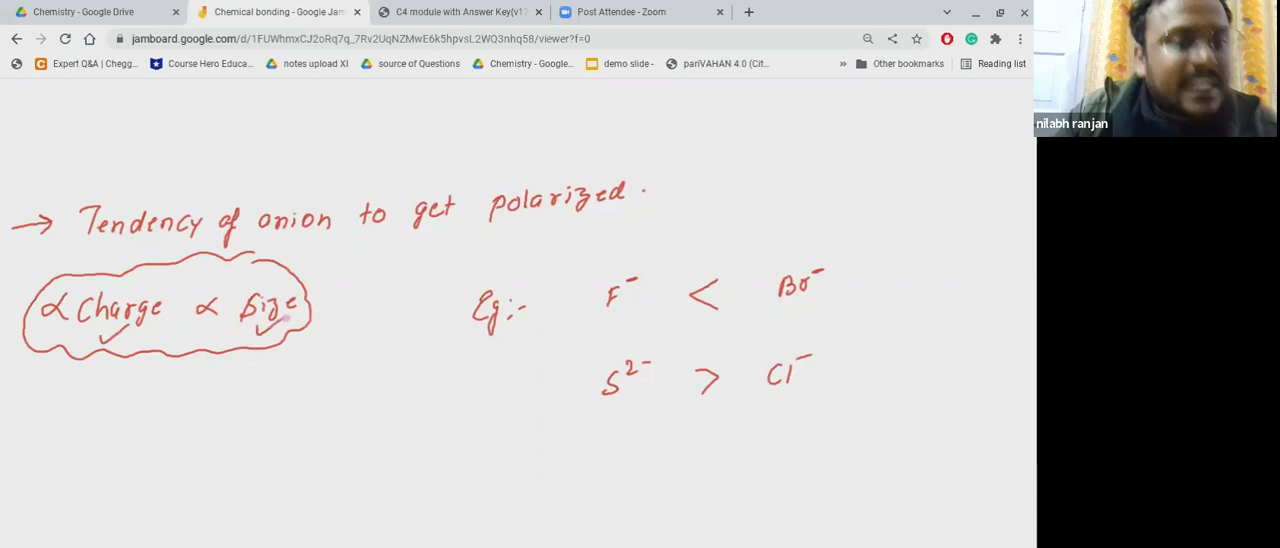 Chemistry - Google Drive
Chemical bonding - Google Jam
C4 module with Answer Key(v1?
Post Attendee - Zoom
jamboard.google.com/d/1FUWhmxCJ2oRq7q_7Rv2UqNZMwE6k5hpvsL2WQ3nhq58/viewer?f=0
Expert Q&A | Chegg...
Course Hero Educa...
notes upload XI
source of Questions
Chemistry - Google...
demo slide -
pariVAHAN 4.0 (Cit...
»
Other bookmarks
Reading list
nilabh ranjan
→ Tendency of anion to get polarized.
∝ Charge ∝ Size
Eg:- F⁻ < Br⁻
S²⁻ > Cl⁻